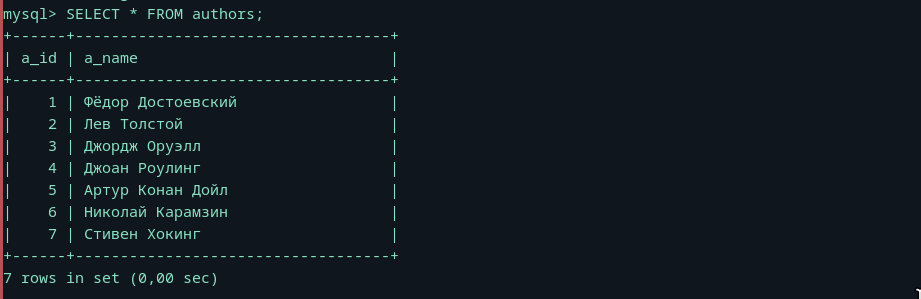 mysql> SELECT * FROM authors;
+------+-----------------------------------+
| a_id | a_name                            |
+------+-----------------------------------+
|    1 | Фёдор Достоевский                 |
|    2 | Лев Толстой                       |
|    3 | Джордж Оруэлл                     |
|    4 | Джоан Роулинг                     |
|    5 | Артур Конан Дойл                  |
|    6 | Николай Карамзин                  |
|    7 | Стивен Хокинг                     |
+------+-----------------------------------+
7 rows in set (0,00 sec)